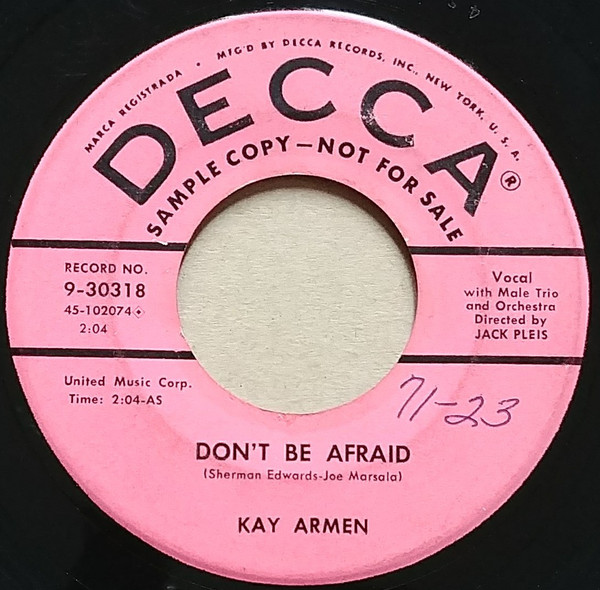 MARCA REGISTRADA • MFG'D BY DECCA RECORDS, INC., NEW YORK, U. S. A.
DECCA®
SAMPLE COPY—NOT FOR SALE
RECORD NO.
9-30318
45-102074
2:04
Vocal
with Male Trio
and Orchestra
Directed by
JACK PLEIS
United Music Corp.
Time: 2:04-AS
71-23
DON'T BE AFRAID
(Sherman Edwards-Joe Marsala)
KAY ARMEN